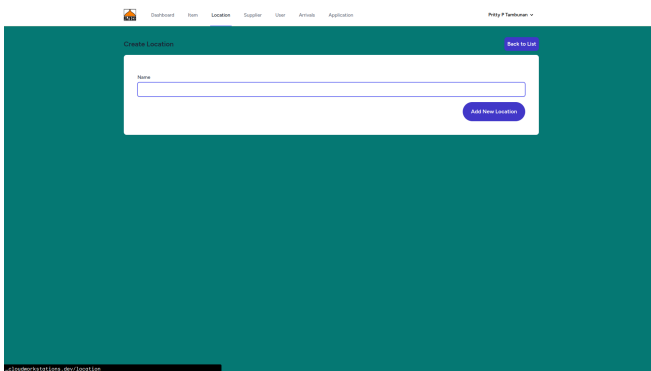 Dashboard Item Location Supplier User Arrivals Application Pritty P Tambunan
Create Location Back to List
Name
Add New Location
.cloudworkstations.dev/location